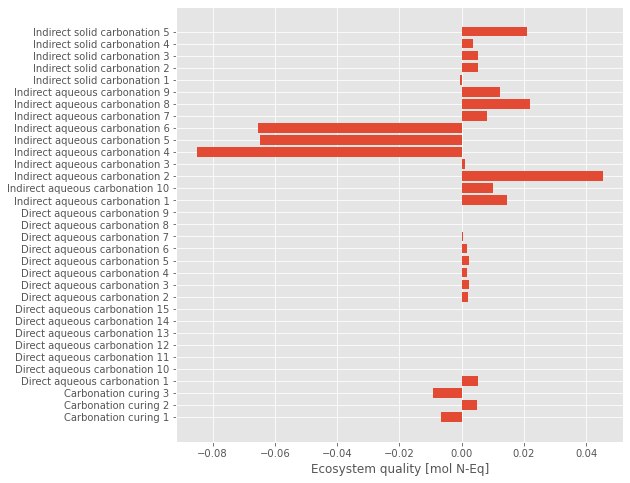 Indirect solid carbonation 5
Indirect solid carbonation 4
Indirect solid carbonation 3
Indirect solid carbonation 2
Indirect solid carbonation 1
Indirect aqueous carbonation 9
Indirect aqueous carbonation 8
Indirect aqueous carbonation 7
Indirect aqueous carbonation 6
Indirect aqueous carbonation 5
Indirect aqueous carbonation 4
Indirect aqueous carbonation 3
Indirect aqueous carbonation 2
Indirect aqueous carbonation 10
Indirect aqueous carbonation 1
Direct aqueous carbonation 9
Direct aqueous carbonation 8
Direct aqueous carbonation 7
Direct aqueous carbonation 6
Direct aqueous carbonation 5
Direct aqueous carbonation 4
Direct aqueous carbonation 3
Direct aqueous carbonation 2
Direct aqueous carbonation 15
Direct aqueous carbonation 14
Direct aqueous carbonation 13
Direct aqueous carbonation 12
Direct aqueous carbonation 11
Direct aqueous carbonation 10
Direct aqueous carbonation 1
Carbonation curing 3
Carbonation curing 2
Carbonation curing 1
−0.08 −0.06 −0.04 −0.02 0.00 0.02 0.04
Ecosystem quality [mol N-Eq]